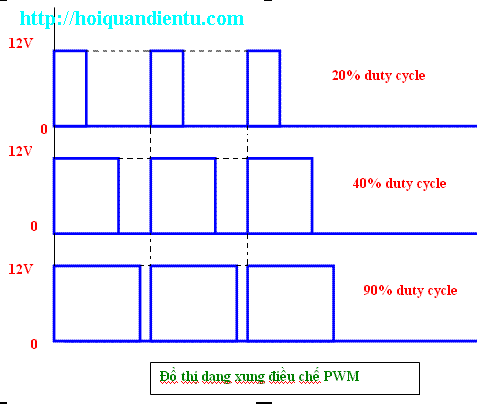 http://hoiquandientu.com
12V
20% duty cycle
0
12V
40% duty cycle
0
12V
90% duty cycle
0
Đồ thị dạng xung điều chế PWM